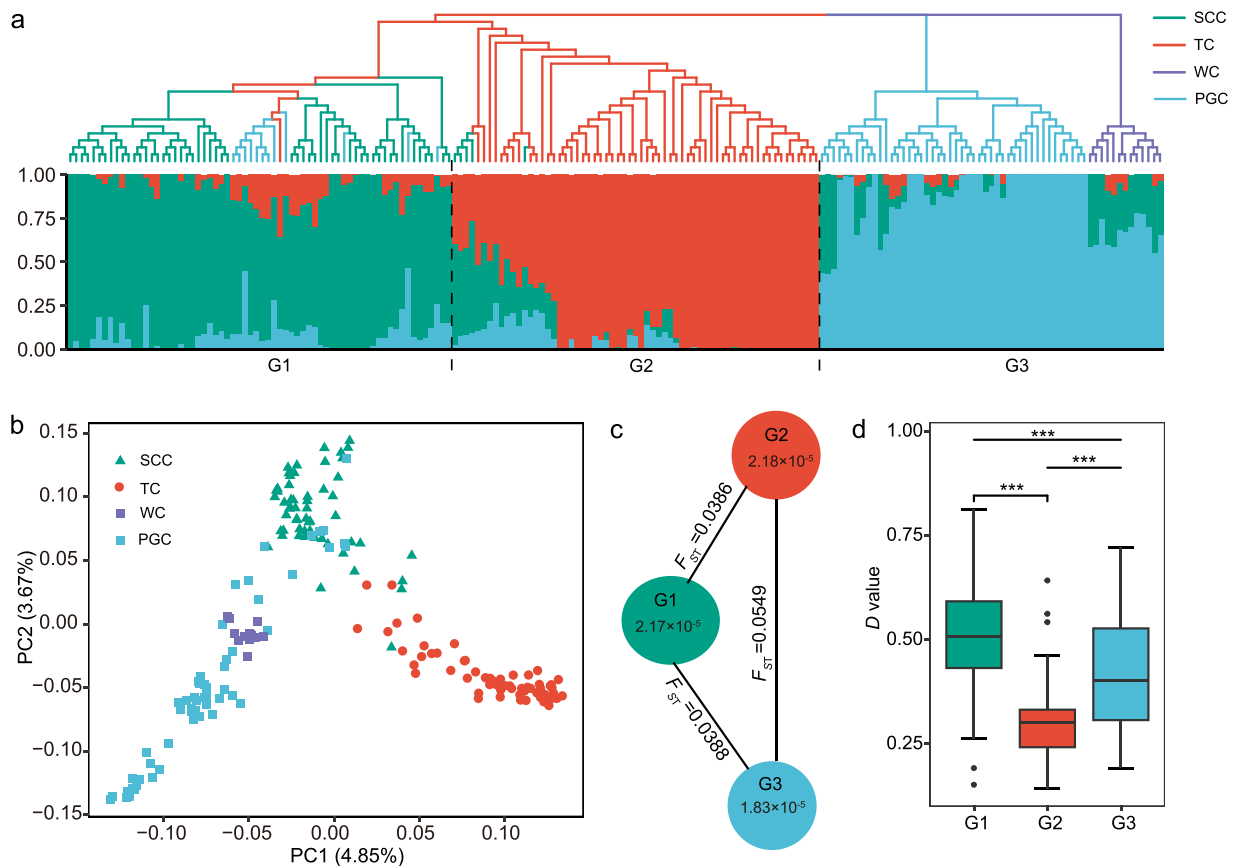 a
SCC
TC
WC
PGC
1.00
0.75
0.50
0.25
0.00
G1
G2
G3
b
0.15
0.10
0.05
0.00
−0.05
−0.10
−0.15
PC2 (3.67%)
SCC
TC
WC
PGC
−0.10
−0.05
0.00
0.05
0.10
PC1 (4.85%)
c
G2
2.18×10⁻⁵
F_ST =0.0386
G1
2.17×10⁻⁵
F_ST =0.0549
F_ST =0.0388
G3
1.83×10⁻⁵
d
1.00
0.75
0.50
0.25
D value
***
***
***
G1
G2
G3